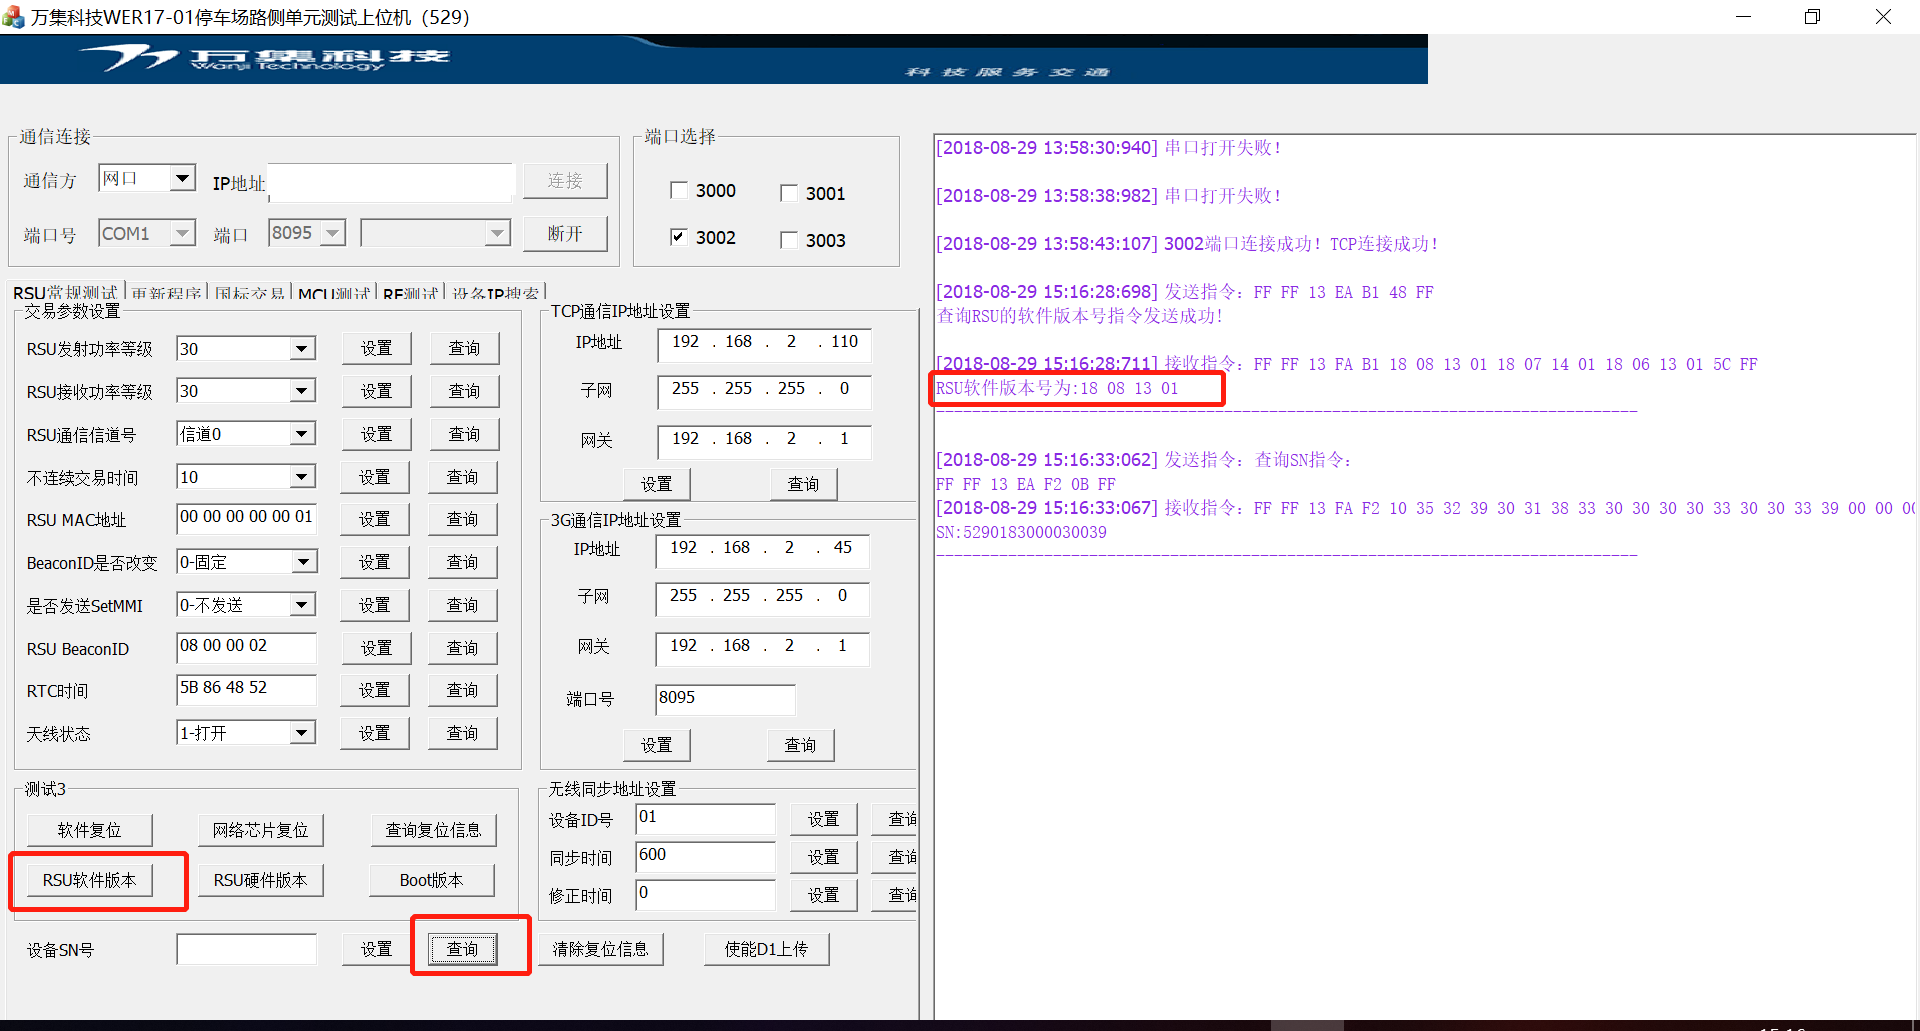 万集科技WER17-01停车场路侧单元测试上位机（529）
万集科技
Wanji Technology
科技服务交通
通信连接
通信方 网口 IP地址 连接
端口号 COM1 端口 8095 断开
端口选择
3000 3001
3002 3003
RSU常规测试 更新程序 国标交易 MCU测试 RF测试 设备IP搜索
交易参数设置
RSU发射功率等级 30 设置 查询
RSU接收功率等级 30 设置 查询
RSU通信信道号 信道0 设置 查询
不连续交易时间 10 设置 查询
RSU MAC地址 00 00 00 00 00 01 设置 查询
BeaconID是否改变 0-固定 设置 查询
是否发送SetMMI 0-不发送 设置 查询
RSU BeaconID 08 00 00 02 设置 查询
RTC时间 5B 86 48 52 设置 查询
天线状态 1-打开 设置 查询
测试3
软件复位 网络芯片复位 查询复位信息
RSU软件版本 RSU硬件版本 Boot版本
设备SN号 设置 查询 清除复位信息 使能D1上传
TCP通信IP地址设置
IP地址 192 . 168 . 2 . 110
子网 255 . 255 . 255 . 0
网关 192 . 168 . 2 . 1
设置 查询
3G通信IP地址设置
IP地址 192 . 168 . 2 . 45
子网 255 . 255 . 255 . 0
网关 192 . 168 . 2 . 1
端口号 8095
设置 查询
无线同步地址设置
设备ID号 01 设置 查询
同步时间 600 设置 查询
修正时间 0 设置 查询
[2018-08-29 13:58:30:940] 串口打开失败！
[2018-08-29 13:58:38:982] 串口打开失败！
[2018-08-29 13:58:43:107] 3002端口连接成功！TCP连接成功！
[2018-08-29 15:16:28:698] 发送指令：FF FF 13 EA B1 48 FF
查询RSU的软件版本号指令发送成功！
[2018-08-29 15:16:28:711] 接收指令：FF FF 13 FA B1 18 08 13 01 18 07 14 01 18 06 13 01 5C FF
RSU软件版本号为:18 08 13 01
------------------------------------------------------------------------------
[2018-08-29 15:16:33:062] 发送指令：查询SN指令：
FF FF 13 EA F2 0B FF
[2018-08-29 15:16:33:067] 接收指令：FF FF 13 FA F2 10 35 32 39 30 31 38 33 30 30 30 30 33 30 30 33 39 00 00 00
SN:5290183000030039
------------------------------------------------------------------------------